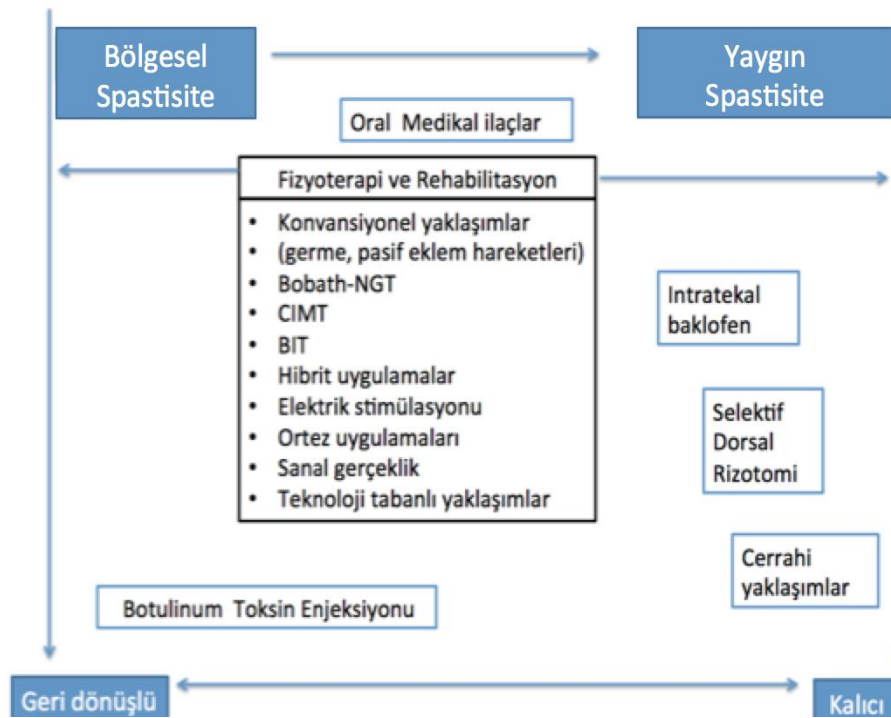 Bölgesel
Spastisite
Yaygın
Spastisite
Oral Medikal ilaçlar
Fizyoterapi ve Rehabilitasyon
• Konvansiyonel yaklaşımlar
• (germe, pasif eklem hareketleri)
• Bobath-NGT
• CIMT
• BIT
• Hibrit uygulamalar
• Elektrik stimülasyonu
• Ortez uygulamaları
• Sanal gerçeklik
• Teknoloji tabanlı yaklaşımlar
Intratekal
baklofen
Selektif
Dorsal
Rizotomi
Cerrahi
yaklaşımlar
Botulinum Toksin Enjeksiyonu
Geri dönüşlü
Kalıcı